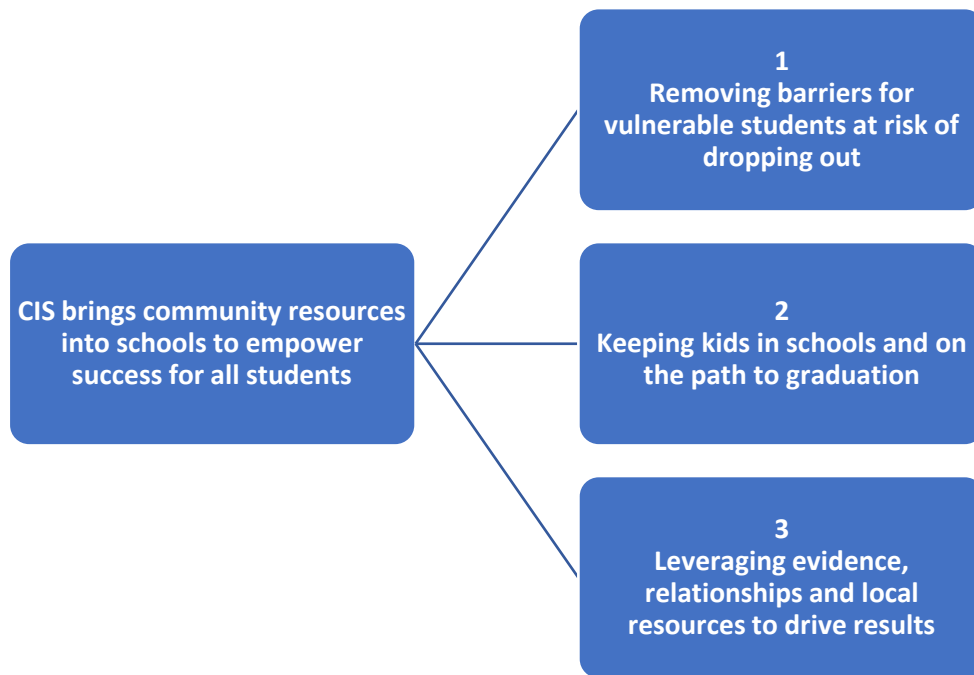 CIS brings community resources
into schools to empower
success for all students
1
Removing barriers for
vulnerable students at risk of
dropping out
2
Keeping kids in schools and on
the path to graduation
3
Leveraging evidence,
relationships and local
resources to drive results